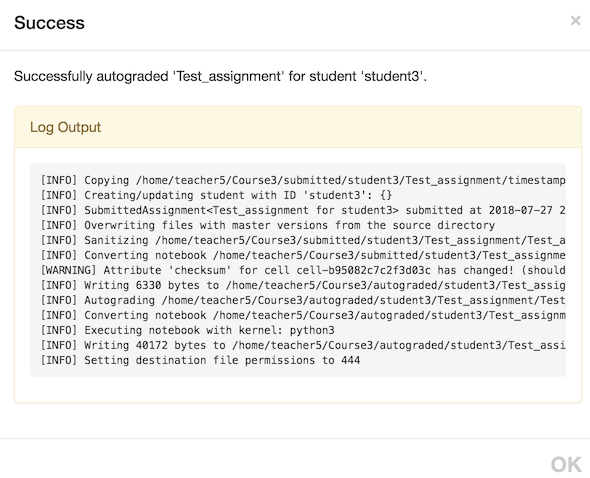 Success
×
Successfully autograded 'Test_assignment' for student 'student3'.
Log Output
[INFO] Copying /home/teacher5/Course3/submitted/student3/Test_assignment/timestamp
[INFO] Creating/updating student with ID 'student3': {}
[INFO] SubmittedAssignment<Test_assignment for student3> submitted at 2018-07-27 2
[INFO] Overwriting files with master versions from the source directory
[INFO] Sanitizing /home/teacher5/Course3/submitted/student3/Test_assignment/Test_a
[INFO] Converting notebook /home/teacher5/Course3/submitted/student3/Test_assignme
[WARNING] Attribute 'checksum' for cell cell-b95082c7c2f3d03c has changed! (should
[INFO] Writing 6330 bytes to /home/teacher5/Course3/autograded/student3/Test_assig
[INFO] Autograding /home/teacher5/Course3/autograded/student3/Test_assignment/Test
[INFO] Converting notebook /home/teacher5/Course3/autograded/student3/Test_assignm
[INFO] Executing notebook with kernel: python3
[INFO] Writing 40172 bytes to /home/teacher5/Course3/autograded/student3/Test_assi
[INFO] Setting destination file permissions to 444
OK